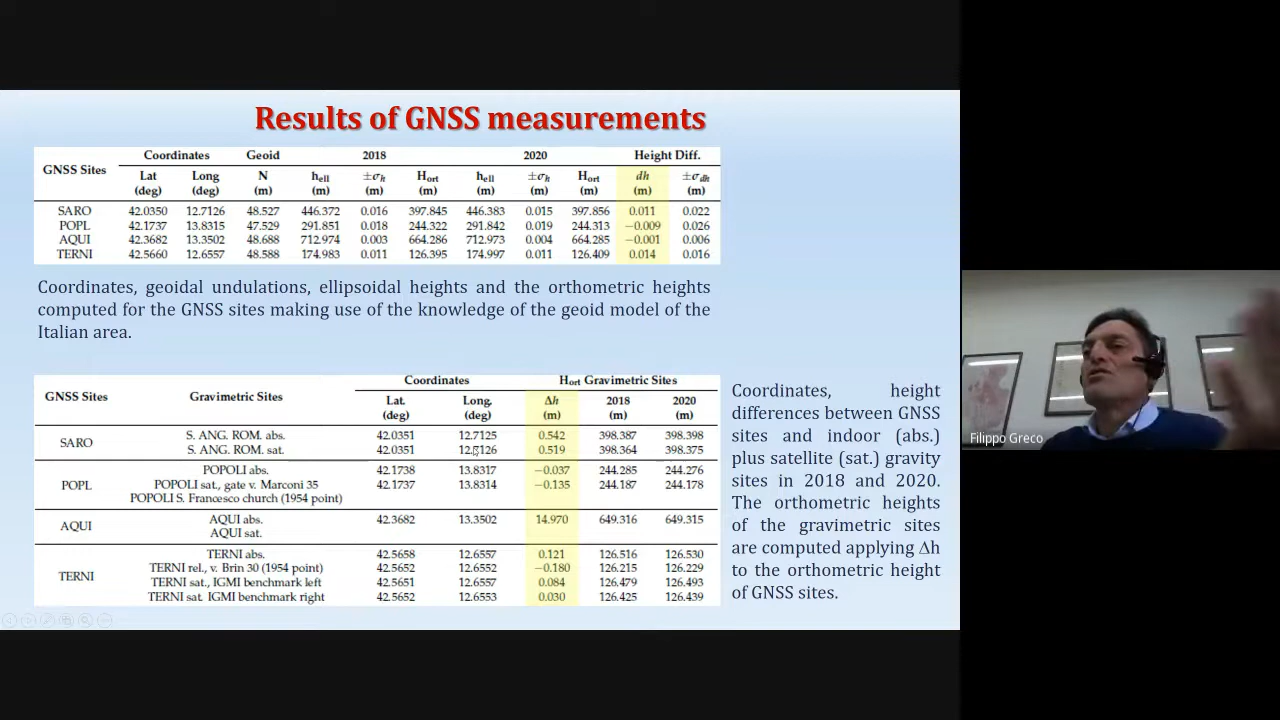 Results of GNSS measurements
GNSS Sites Coordinates Geoid 2018 2020 Height Diff.
Lat Long N hell ±σh Hort hell ±σh Hort dh ±σdh
(deg) (deg) (m) (m) (m) (m) (m) (m) (m) (m) (m)
SARO 42.0350 12.7126 48.527 446.372 0.016 397.845 446.383 0.015 397.856 0.011 0.022
POPL 42.1737 13.8315 47.529 291.851 0.018 244.322 291.842 0.019 244.313 −0.009 0.026
AQUI 42.3682 13.3502 48.688 712.974 0.003 664.286 712.973 0.004 664.285 −0.001 0.006
TERNI 42.5660 12.6557 48.588 174.983 0.011 126.395 174.997 0.011 126.409 0.014 0.016
Coordinates, geoidal undulations, ellipsoidal heights and the orthometric heights
computed for the GNSS sites making use of the knowledge of the geoid model of the
Italian area.
GNSS Sites Gravimetric Sites Coordinates Hort Gravimetric Sites
Lat. Long. Δh 2018 2020
(deg) (deg) (m) (m) (m)
SARO S. ANG. ROM. abs. 42.0351 12.7125 0.542 398.387 398.398
S. ANG. ROM. sat. 42.0351 12.7126 0.519 398.364 398.375
POPL POPOLI abs. 42.1738 13.8317 −0.037 244.285 244.276
POPOLI sat., gate v. Marconi 35 42.1737 13.8314 −0.135 244.187 244.178
POPOLI S. Francesco church (1954 point)
AQUI AQUI abs. 42.3682 13.3502 14.970 649.316 649.315
AQUI sat.
TERNI TERNI abs. 42.5658 12.6557 0.121 126.516 126.530
TERNI rel., v. Brin 30 (1954 point) 42.5652 12.6552 −0.180 126.215 126.229
TERNI sat., IGMI benchmark left 42.5651 12.6557 0.084 126.479 126.493
TERNI sat. IGMI benchmark right 42.5652 12.6553 0.030 126.425 126.439
Coordinates, height
differences between GNSS
sites and indoor (abs.)
plus satellite (sat.) gravity
sites in 2018 and 2020.
The orthometric heights
of the gravimetric sites
are computed applying Δh
to the orthometric height
of GNSS sites.
Filippo Greco